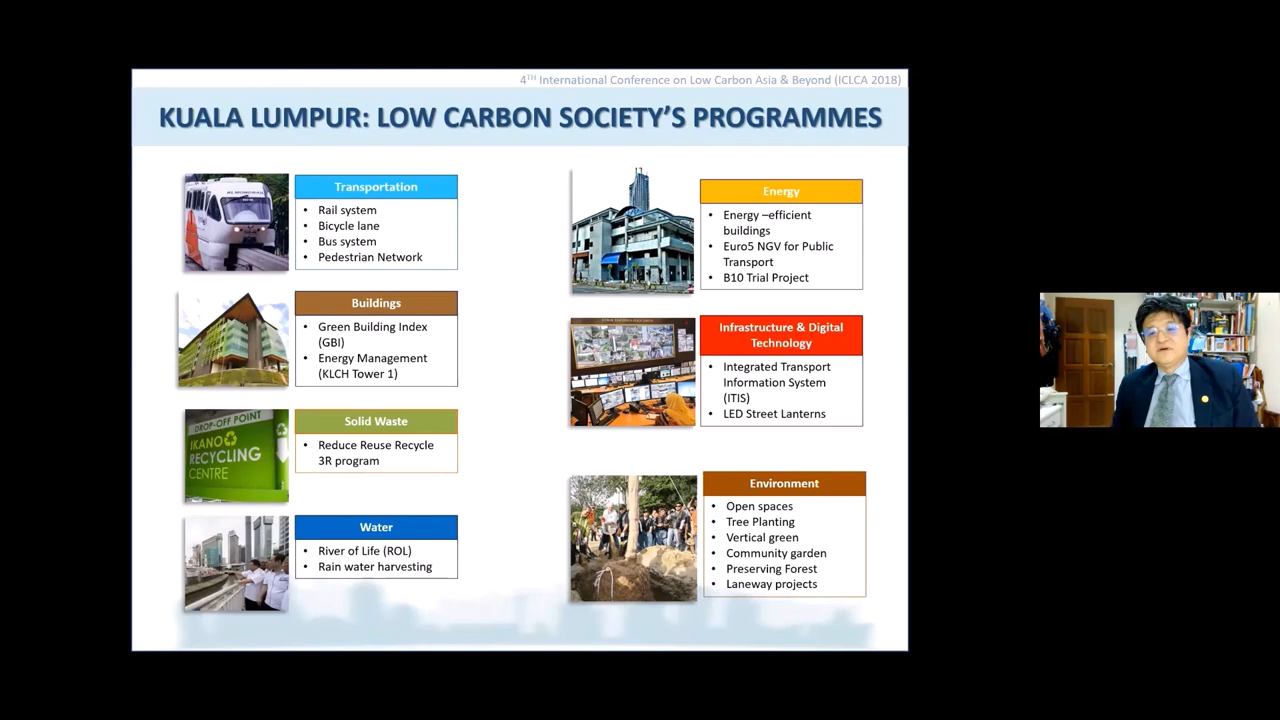 4TH International Conference on Low Carbon Asia & Beyond (ICLCA 2018)
KUALA LUMPUR: LOW CARBON SOCIETY'S PROGRAMMES
Transportation
• Rail system
• Bicycle lane
• Bus system
• Pedestrian Network
Buildings
• Green Building Index
(GBI)
• Energy Management
(KLCH Tower 1)
DROP-OFF POINT
IKANO
RECYCLING
CENTRE
Solid Waste
• Reduce Reuse Recycle
3R program
Water
• River of Life (ROL)
• Rain water harvesting
Energy
• Energy –efficient
buildings
• Euro5 NGV for Public
Transport
• B10 Trial Project
Infrastructure & Digital
Technology
• Integrated Transport
Information System
(ITIS)
• LED Street Lanterns
Environment
• Open spaces
• Tree Planting
• Vertical green
• Community garden
• Preserving Forest
• Laneway projects